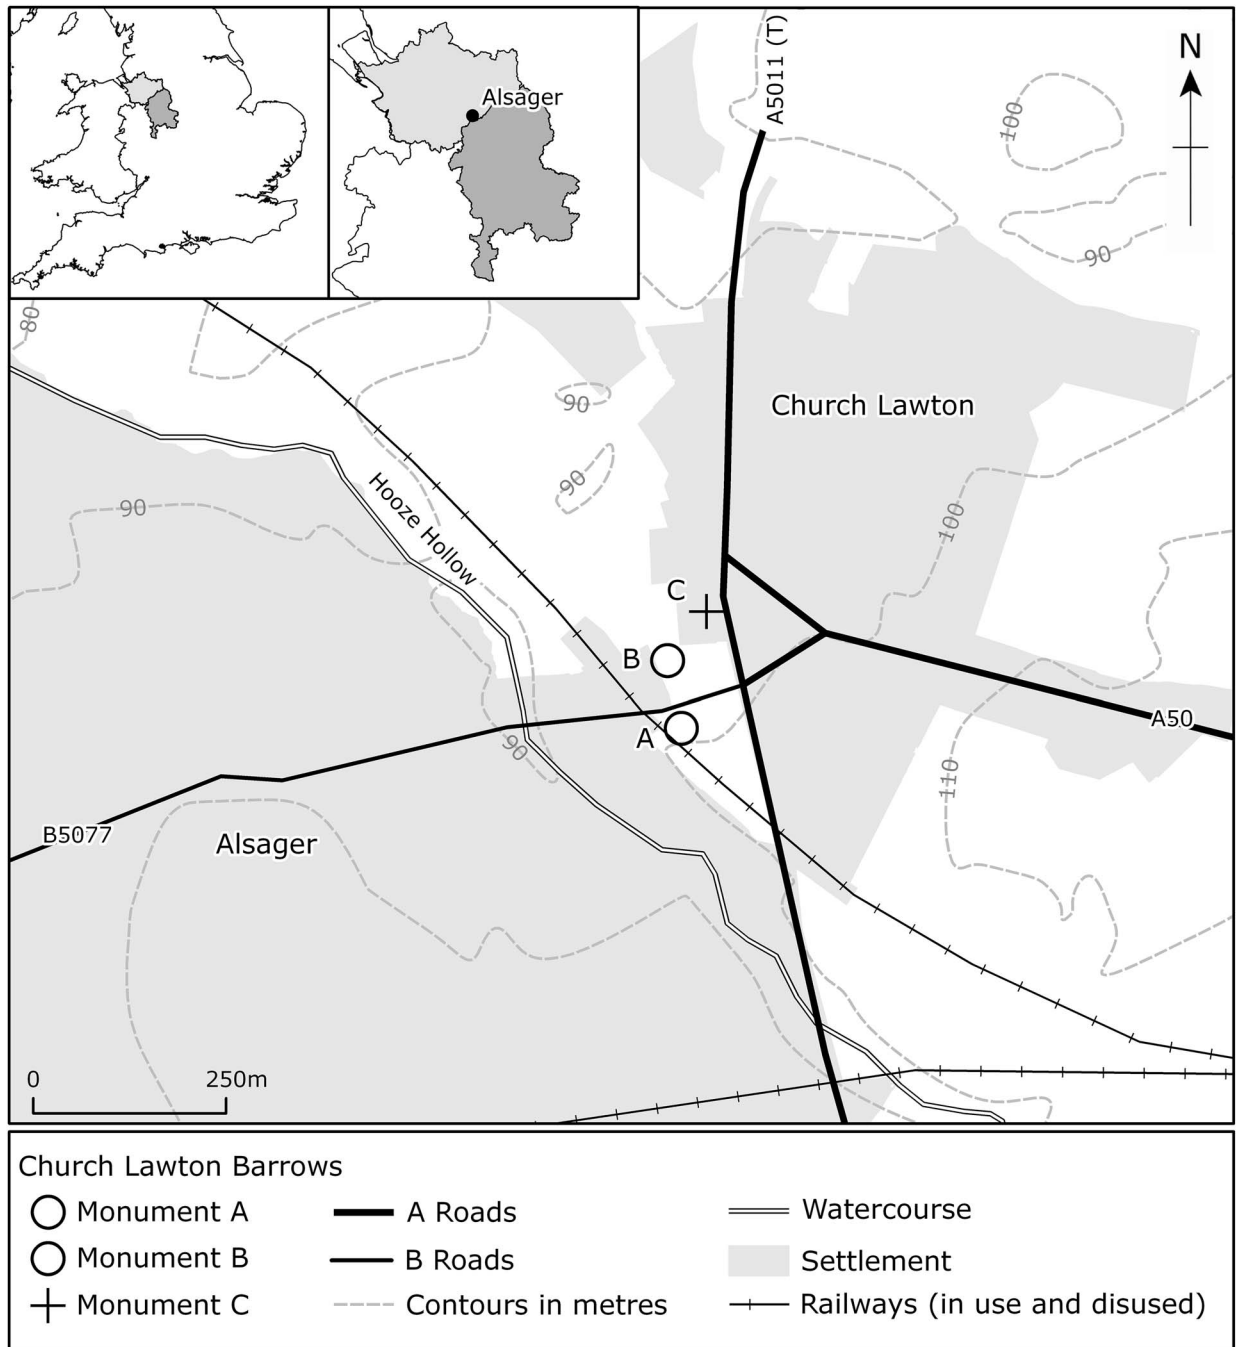 Alsager
N
A5011 (T)
100
90
80
90
Church Lawton
90
90
100
Hooze Hollow
C
B
A
A50
90
110
B5077
Alsager
0 250m
Church Lawton Barrows
Monument A
A Roads
Watercourse
Monument B
B Roads
Settlement
Monument C
Contours in metres
Railways (in use and disused)